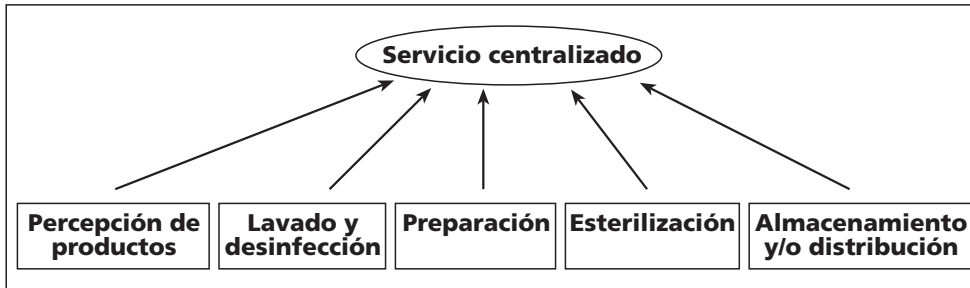 Servicio centralizado
Percepción de
productos
Lavado y
desinfección
Preparación
Esterilización
Almacenamiento
y/o distribución